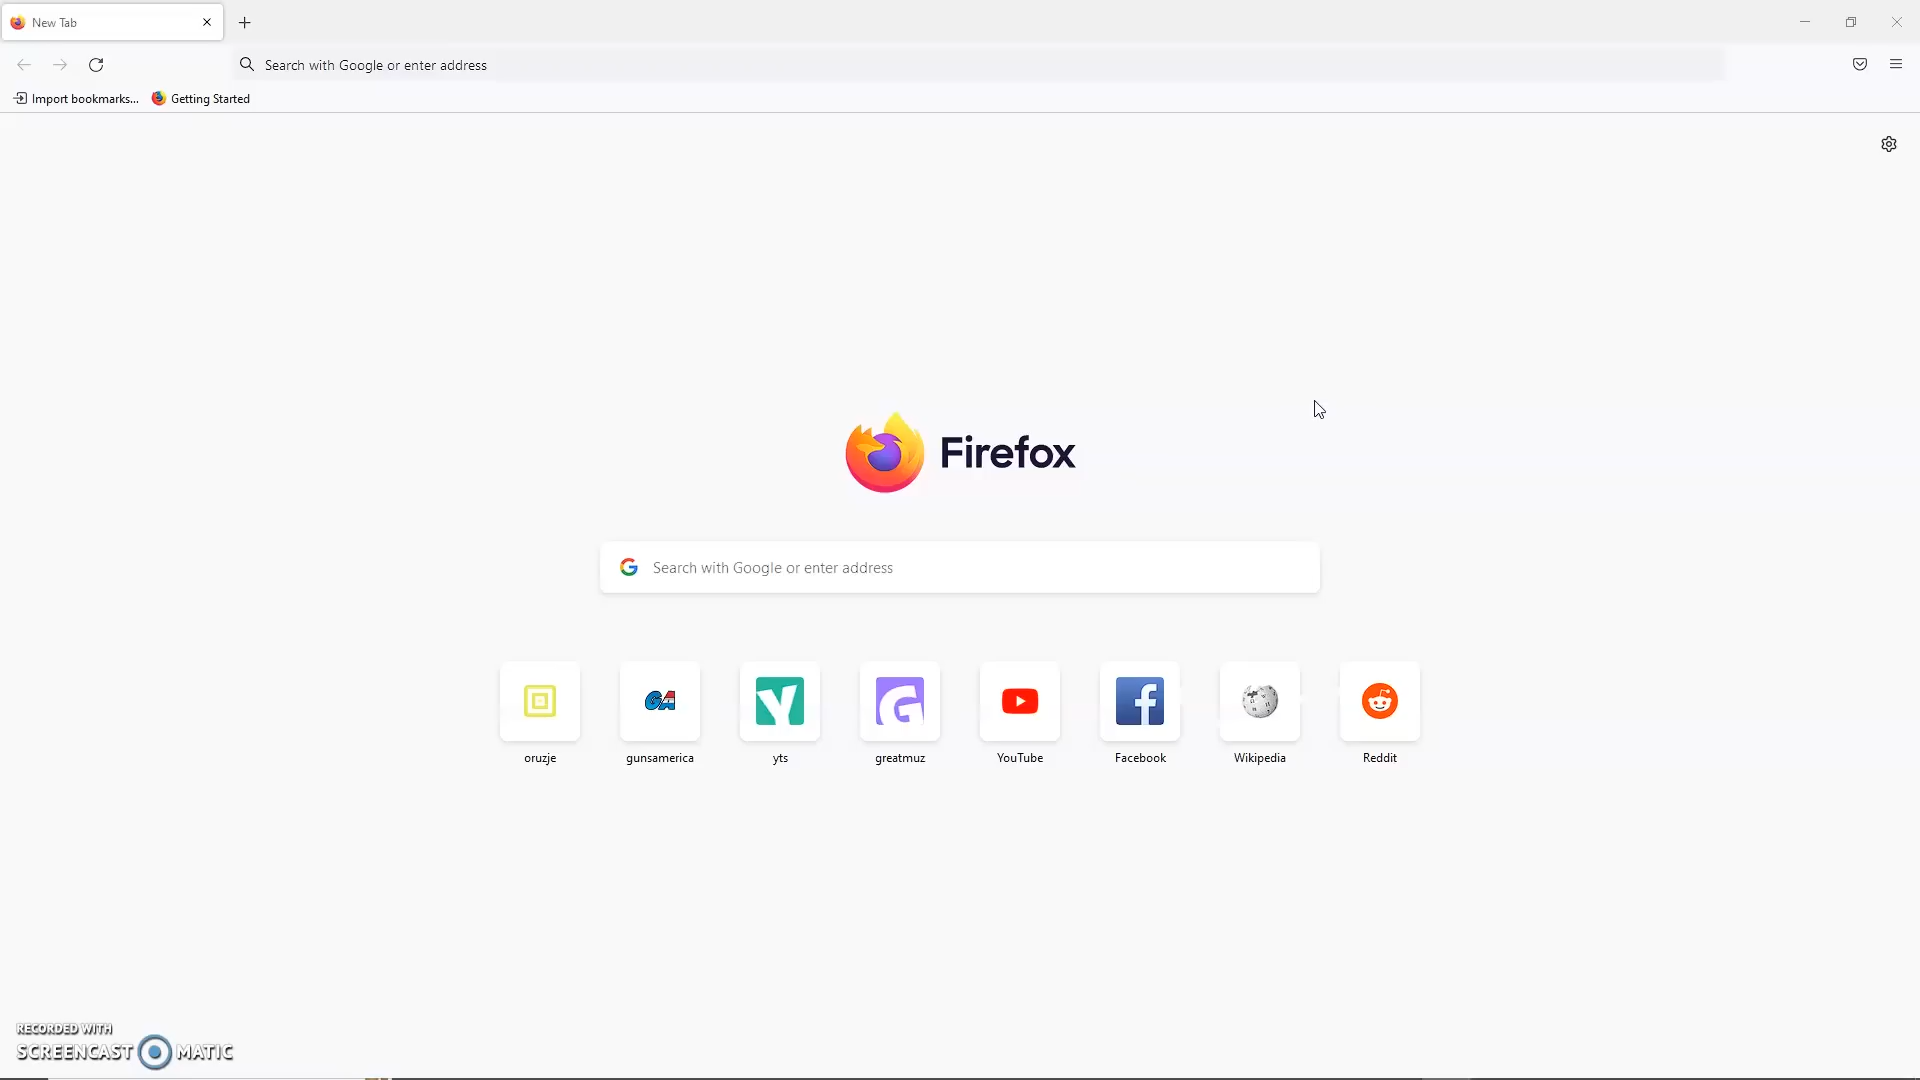 New Tab
Search with Google or enter address
Import bookmarks...
Getting Started
Firefox
Search with Google or enter address
oruzje
gunsamerica
yts
greatmuz
YouTube
Facebook
Wikipedia
Reddit
RECORDED WITH
SCREENCAST MATIC